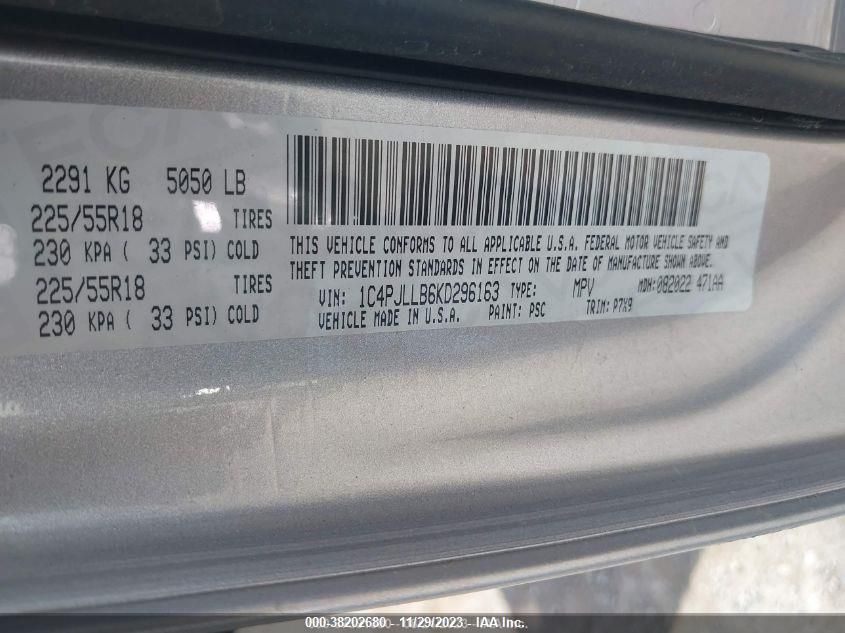 2291 KG 5050 LB
225/55R18 TIRES
230 KPA ( 33 PSI) COLD
225/55R18 TIRES
230 KPA ( 33 PSI) COLD
THIS VEHICLE CONFORMS TO ALL APPLICABLE U.S.A. FEDERAL MOTOR VEHICLE SAFETY AND
THEFT PREVENTION STANDARDS IN EFFECT ON THE DATE OF MANUFACTURE SHOWN ABOVE.
VIN: 1C4PJLLB6KD296163 TYPE: MPV MDH: 082022 471AA
VEHICLE MADE IN U.S.A. PAINT: PSC TRIM: P7X9
000-38202680 - 11/29/2023 - IAA Inc.